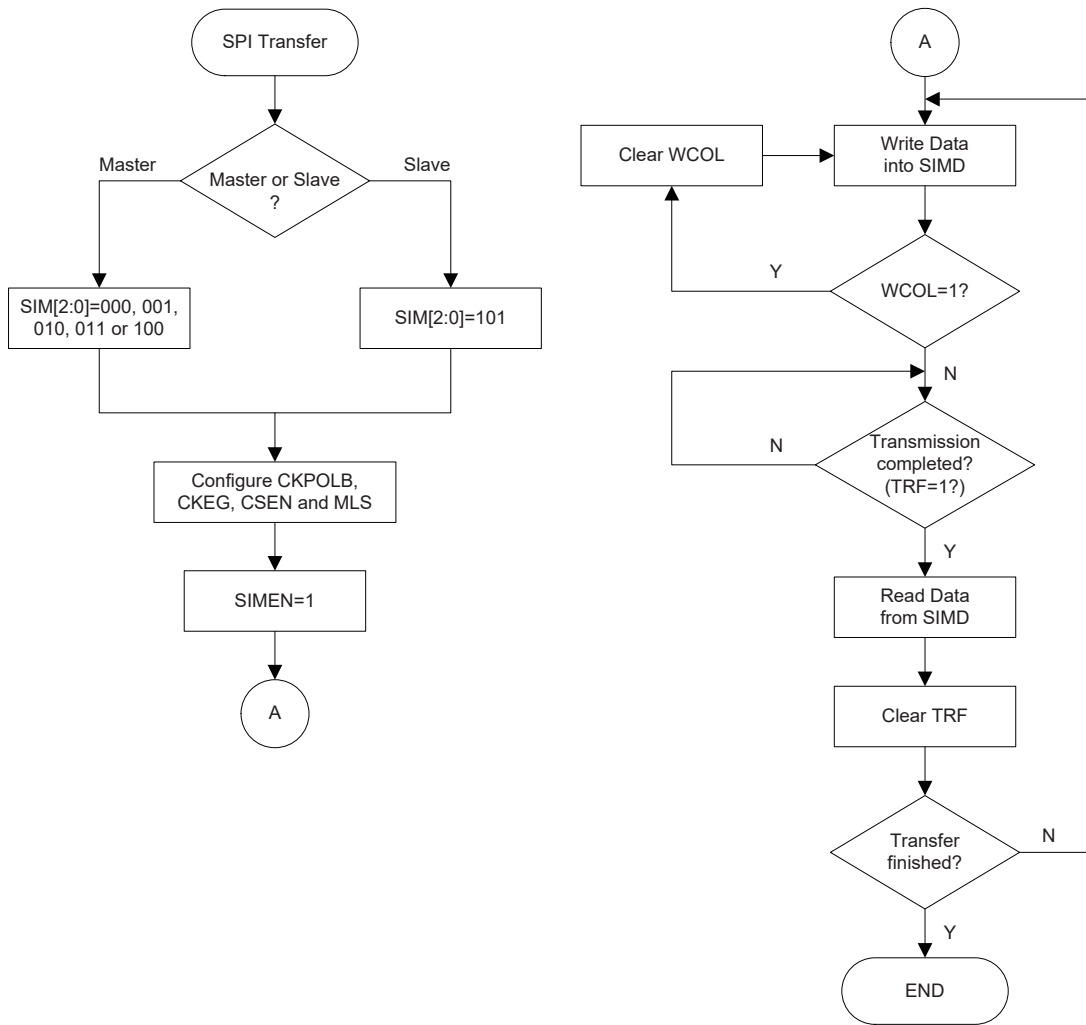 SPI Transfer
Master
Master or Slave
?
Slave
SIM[2:0]=000, 001,
010, 011 or 100
SIM[2:0]=101
Configure CKPOLB,
CKEG, CSEN and MLS
SIMEN=1
A
A
Clear WCOL
Write Data
into SIMD
Y
WCOL=1?
N
N
Transmission
completed?
(TRF=1?)
Y
Read Data
from SIMD
Clear TRF
Transfer
finished?
N
Y
END